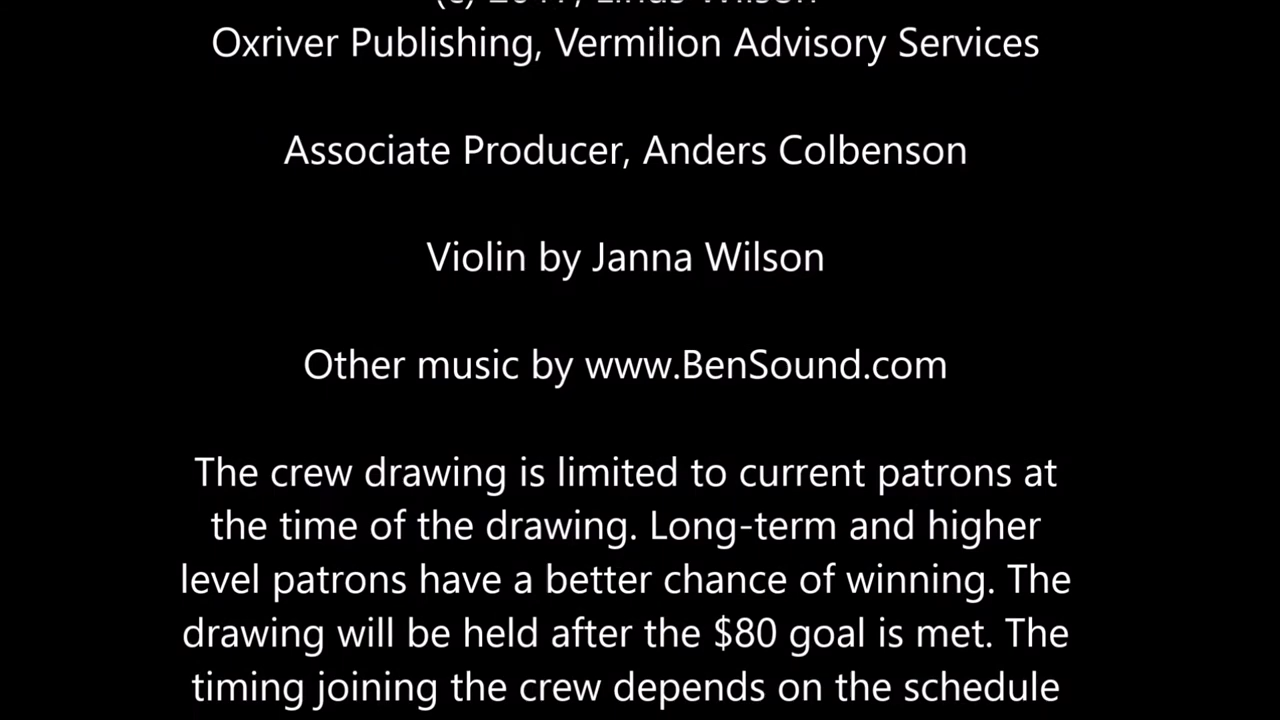 (c) 2017, Linus Wilson
Oxriver Publishing, Vermilion Advisory Services
Associate Producer, Anders Colbenson
Violin by Janna Wilson
Other music by www.BenSound.com
The crew drawing is limited to current patrons at
the time of the drawing. Long-term and higher
level patrons have a better chance of winning. The
drawing will be held after the $80 goal is met. The
timing joining the crew depends on the schedule